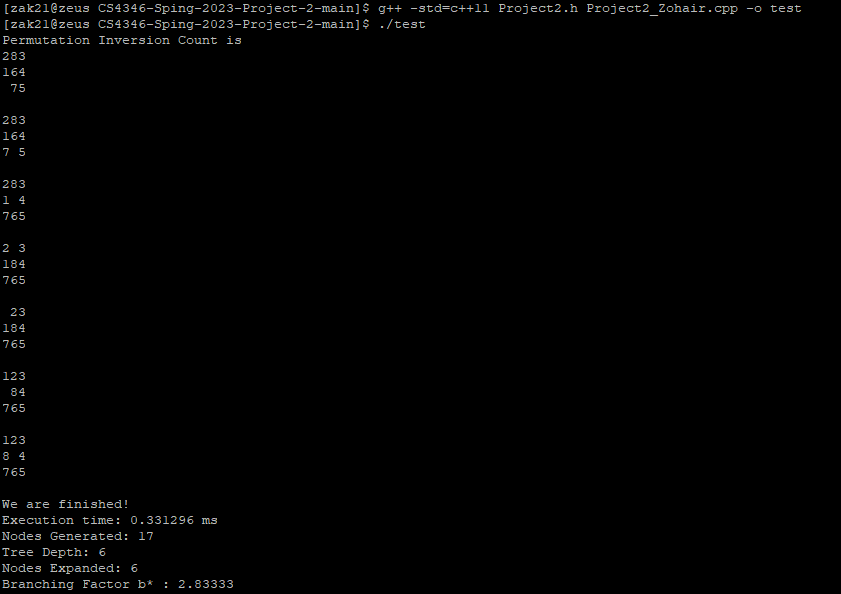 [zak21@zeus CS4346-Sping-2023-Project-2-main]$ g++ -std=c++11 Project2.h Project2_Zohair.cpp -o test
[zak21@zeus CS4346-Sping-2023-Project-2-main]$ ./test
Permutation Inversion Count is
283
164
 75

283
164
7 5

283
1 4
765

2 3
184
765

 23
184
765

123
 84
765

123
8 4
765

We are finished!
Execution time: 0.331296 ms
Nodes Generated: 17
Tree Depth: 6
Nodes Expanded: 6
Branching Factor b* : 2.83333